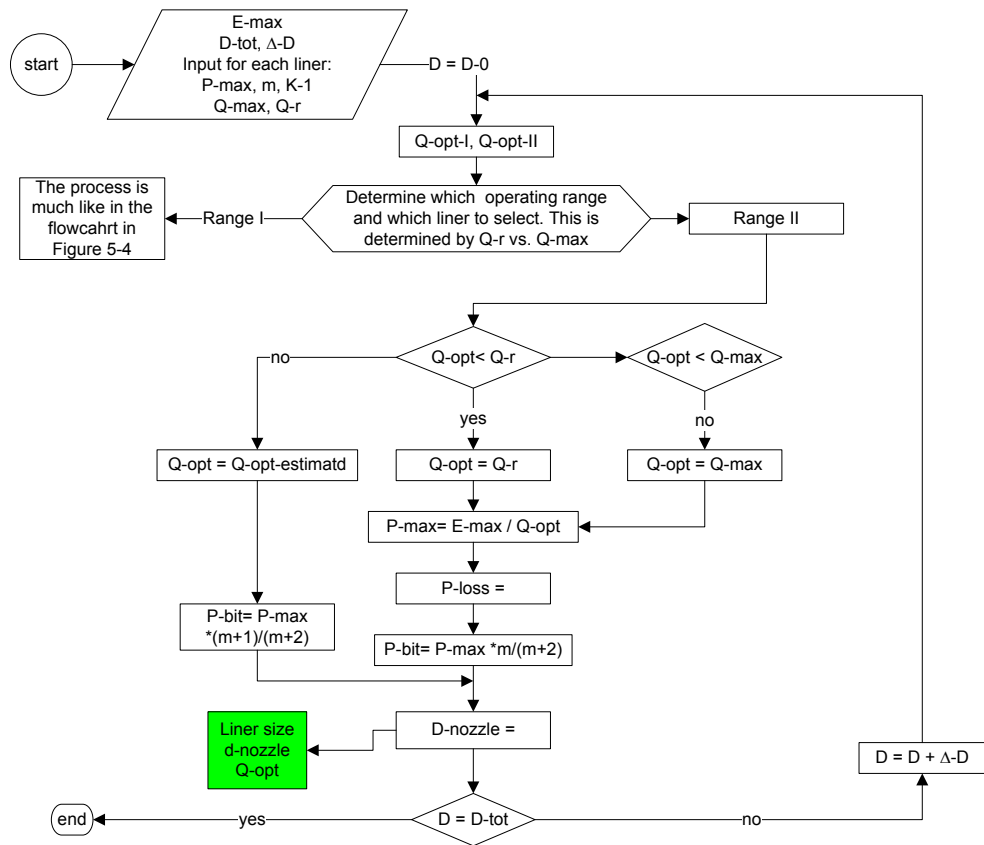 start
E-max
D-tot, Δ-D
Input for each liner:
P-max, m, K-1
Q-max, Q-r
D = D-0
Q-opt-I, Q-opt-II
The process is
much like in the
flowcahrt in
Figure 5-4
Range I
Determine which operating range
and which liner to select. This is
determined by Q-r vs. Q-max
Range II
no
Q-opt< Q-r
Q-opt < Q-max
yes
no
Q-opt = Q-opt-estimatd
Q-opt = Q-r
Q-opt = Q-max
P-max= E-max / Q-opt
P-loss =
P-bit= P-max
*(m+1)/(m+2)
P-bit= P-max *m/(m+2)
Liner size
d-nozzle
Q-opt
D-nozzle =
D = D + Δ-D
end
yes
D = D-tot
no